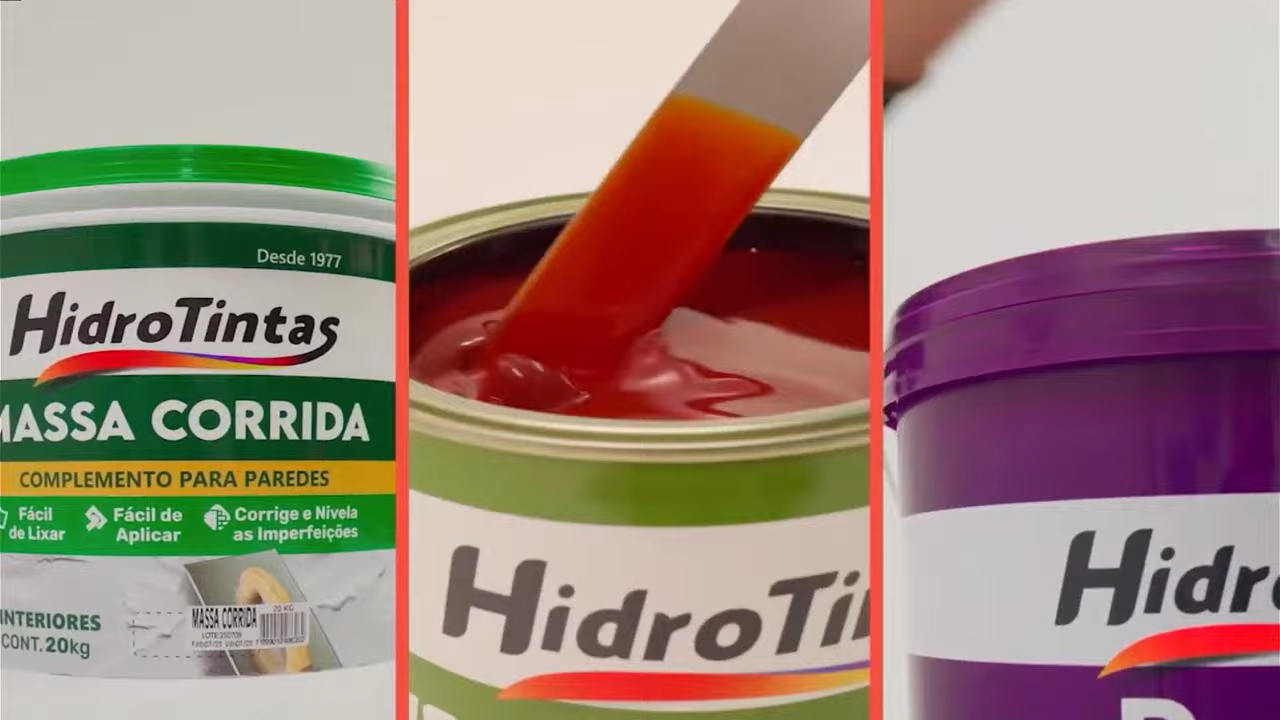 Desde 1977
HidroTintas
MASSA CORRIDA
COMPLEMENTO PARA PAREDES
Fácil
de Lixar
Fácil de
Aplicar
Corrige e Nivela
as Imperfeições
INTERIORES
CONT. 20kg
20 KG
MASSA CORRIDA
HidroTin
Hidro